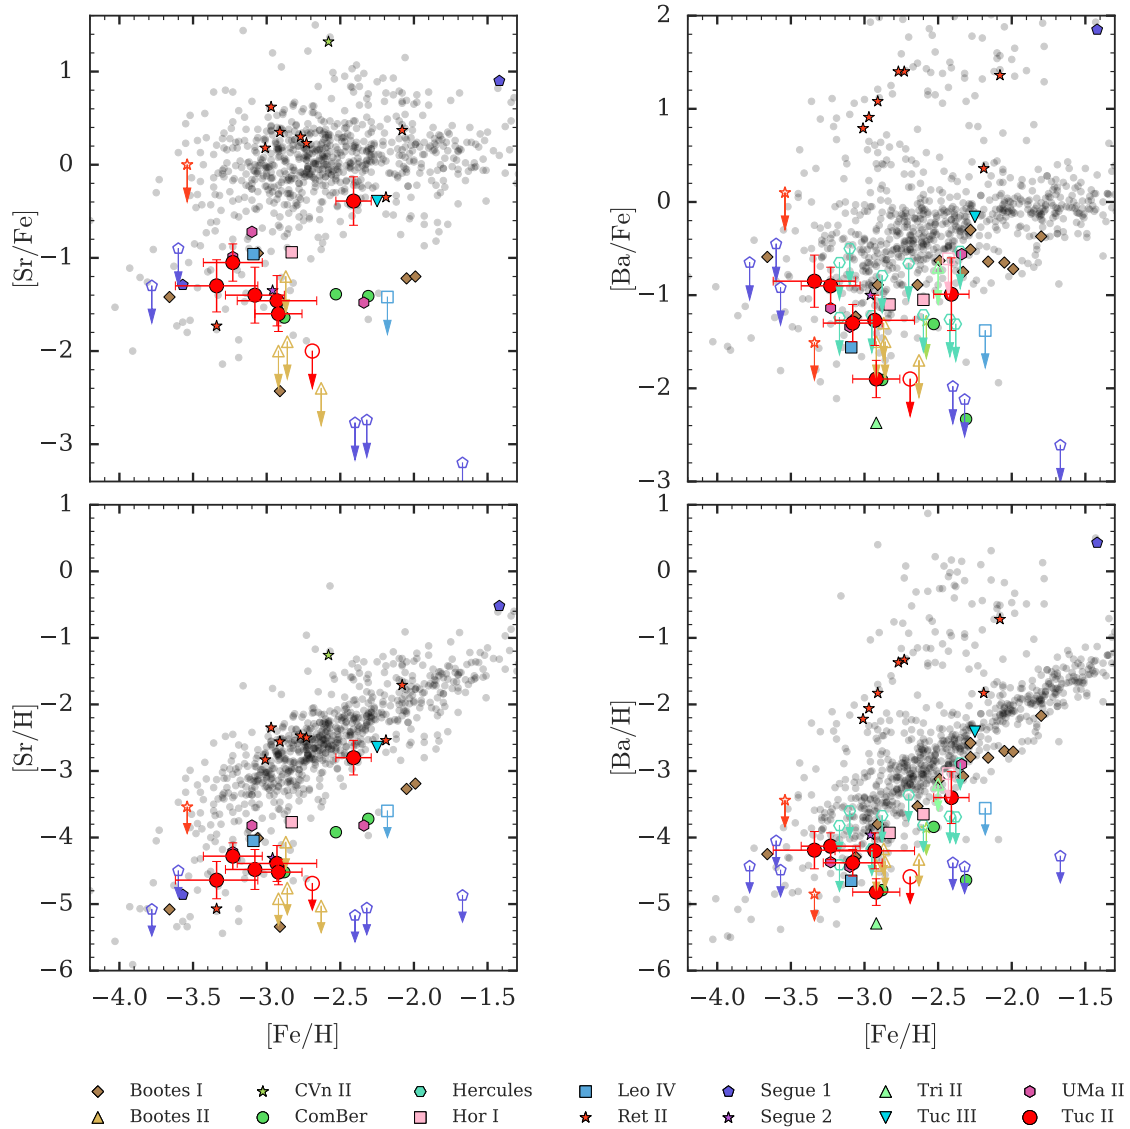 1
0
−1
−2
−3
[Sr/Fe]
2
1
0
−1
−2
−3
[Ba/Fe]
1
0
−1
−2
−3
−4
−5
−6
[Sr/H]
−4.0 −3.5 −3.0 −2.5 −2.0 −1.5
[Fe/H]
1
0
−1
−2
−3
−4
−5
−6
[Ba/H]
−4.0 −3.5 −3.0 −2.5 −2.0 −1.5
[Fe/H]
Bootes I CVn II Hercules Leo IV Segue 1 Tri II UMa II
Bootes II ComBer Hor I Ret II Segue 2 Tuc III Tuc II